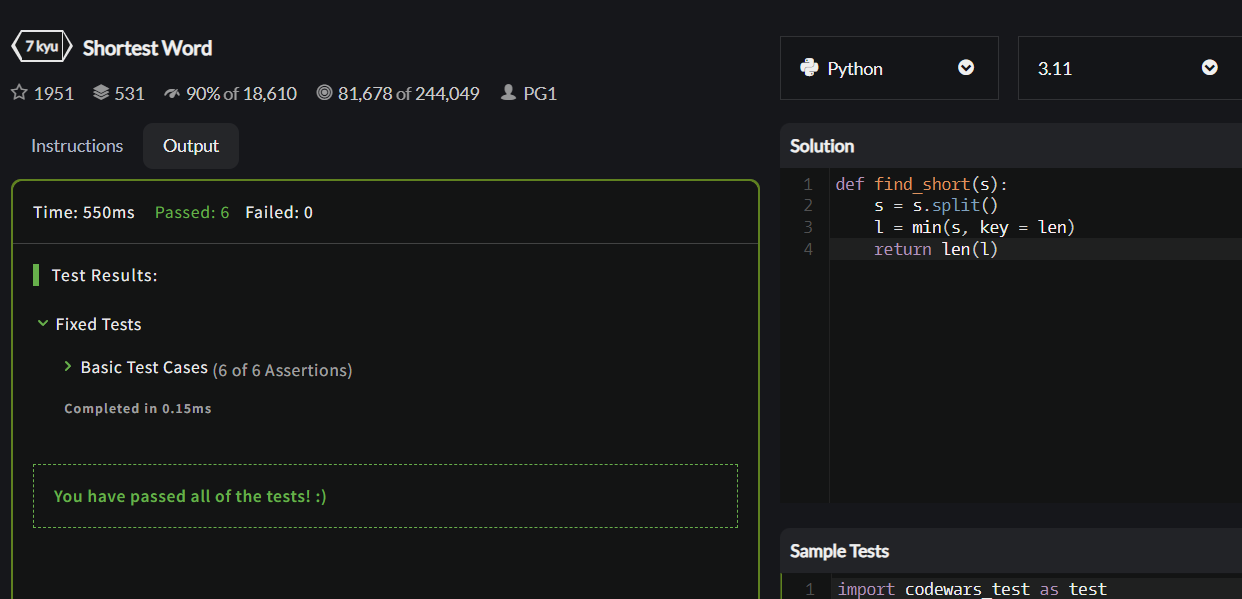 7 kyu Shortest Word
1951 531 90% of 18,610 81,678 of 244,049 PG1
Instructions Output
Time: 550ms Passed: 6 Failed: 0
Test Results:
Fixed Tests
Basic Test Cases (6 of 6 Assertions)
Completed in 0.15ms
You have passed all of the tests! :)
Python 3.11
Solution
1 def find_short(s):
2     s = s.split()
3     l = min(s, key = len)
4     return len(l)
Sample Tests
1 import codewars_test as test